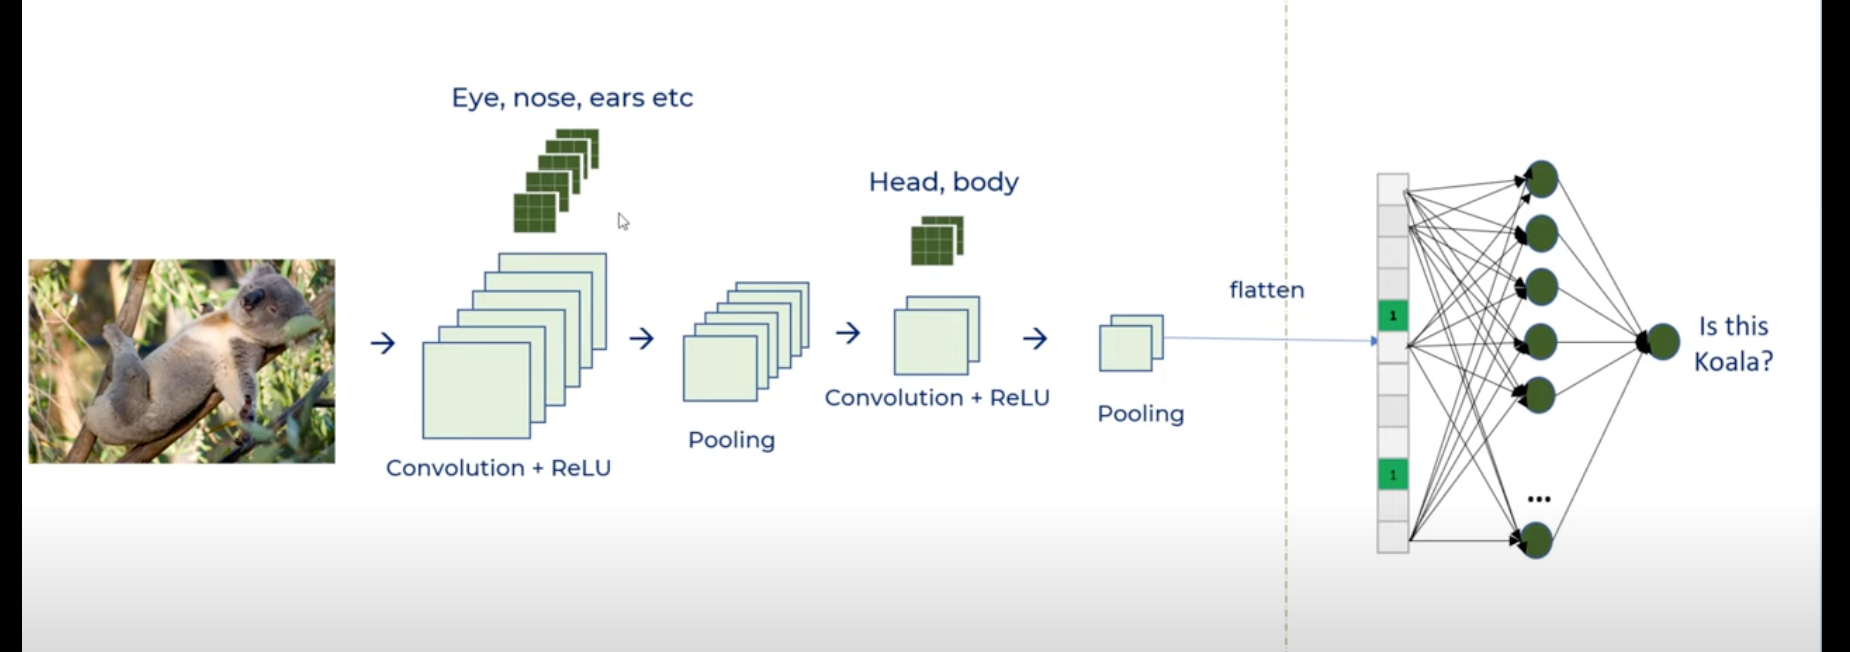 Eye, nose, ears etc
Head, body
flatten
1
Is this
Koala?
Convolution + ReLU
Pooling
Pooling
Convolution + ReLU
1
...